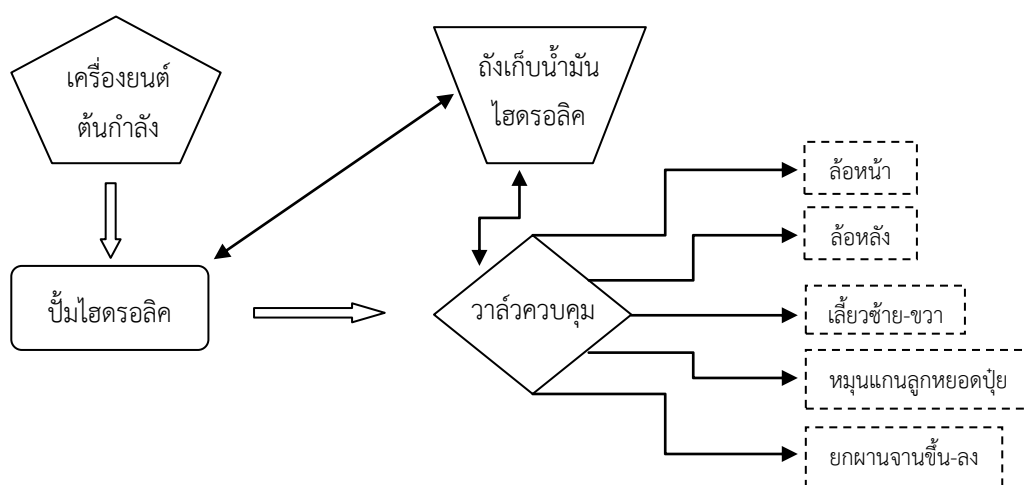 เครื่องยนต์
ต้นกำลัง
ถังเก็บน้ำมัน
ไฮดรอลิค
ปั้มไฮดรอลิค
วาล์วควบคุม
ล้อหน้า
ล้อหลัง
เลี้ยวซ้าย-ขวา
หมุนแกนลูกหยอดปุ๋ย
ยกผานจานขึ้น-ลง